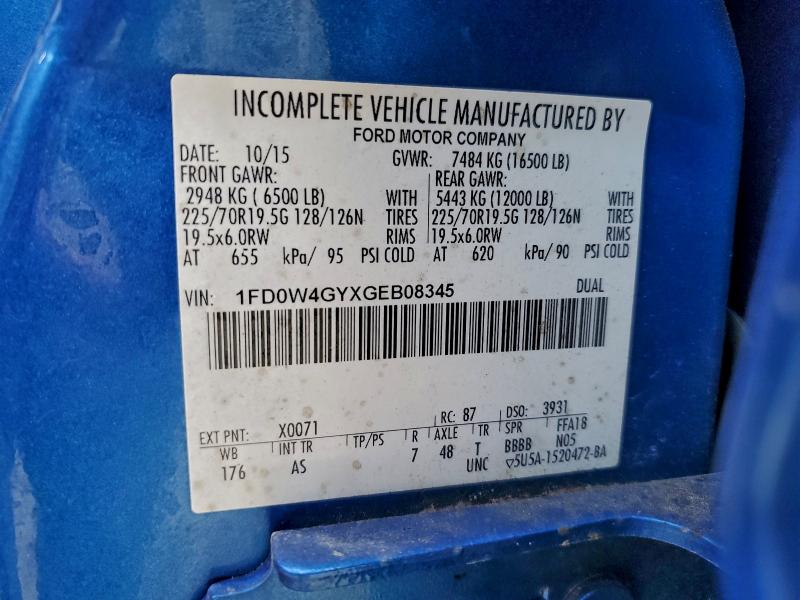 INCOMPLETE VEHICLE MANUFACTURED BY
FORD MOTOR COMPANY
DATE: 10/15 GVWR: 7484 KG (16500 LB)
FRONT GAWR: REAR GAWR:
2948 KG ( 6500 LB) WITH 5443 KG (12000 LB) WITH
225/70R19.5G 128/126N TIRES 225/70R19.5G 128/126N TIRES
19.5x6.0RW RIMS 19.5x6.0RW RIMS
AT 655 kPa/ 95 PSI COLD AT 620 kPa/ 90 PSI COLD
VIN: 1FD0W4GYXGEB08345 DUAL
EXT PNT: X0071 RC: 87 DSO: 3931
WB INT TR TP/PS R AXLE TR SPR FFA18
176 AS 7 48 T BBBB N05
UNC ▽5U5A-1520472-BA